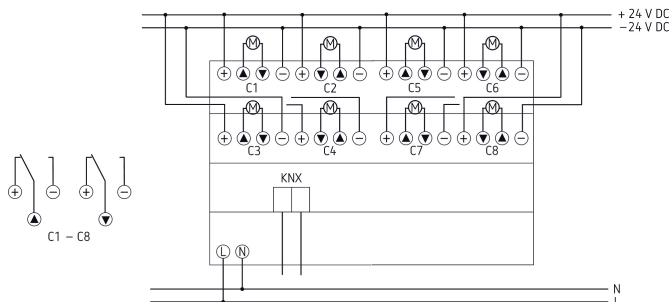 + 24 V DC
– 24 V DC
M M M M
+ − + − + − + −
C1 C2 C5 C6
M M M M
+ − + − + − + −
C3 C4 C7 C8
+ − + −
C1 – C8
KNX
L N
N
L